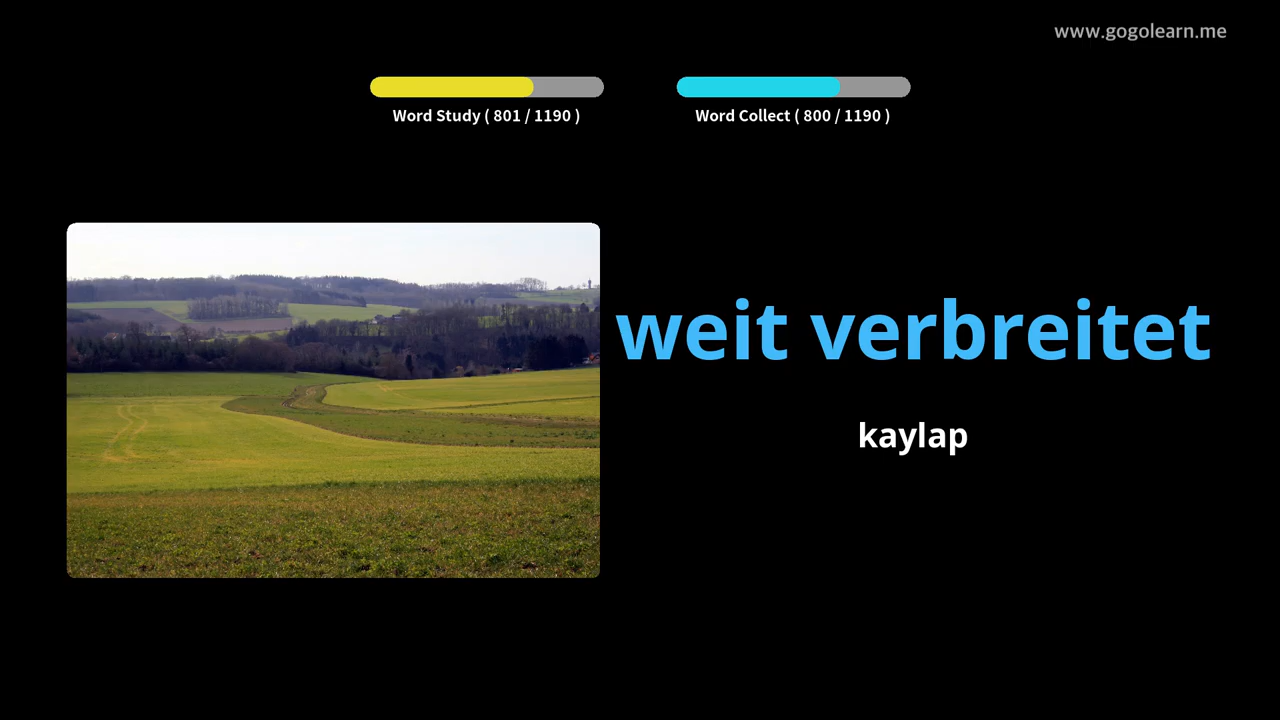 www.gogolearn.me
Word Study ( 801 / 1190 )
Word Collect ( 800 / 1190 )
weit verbreitet
kaylap